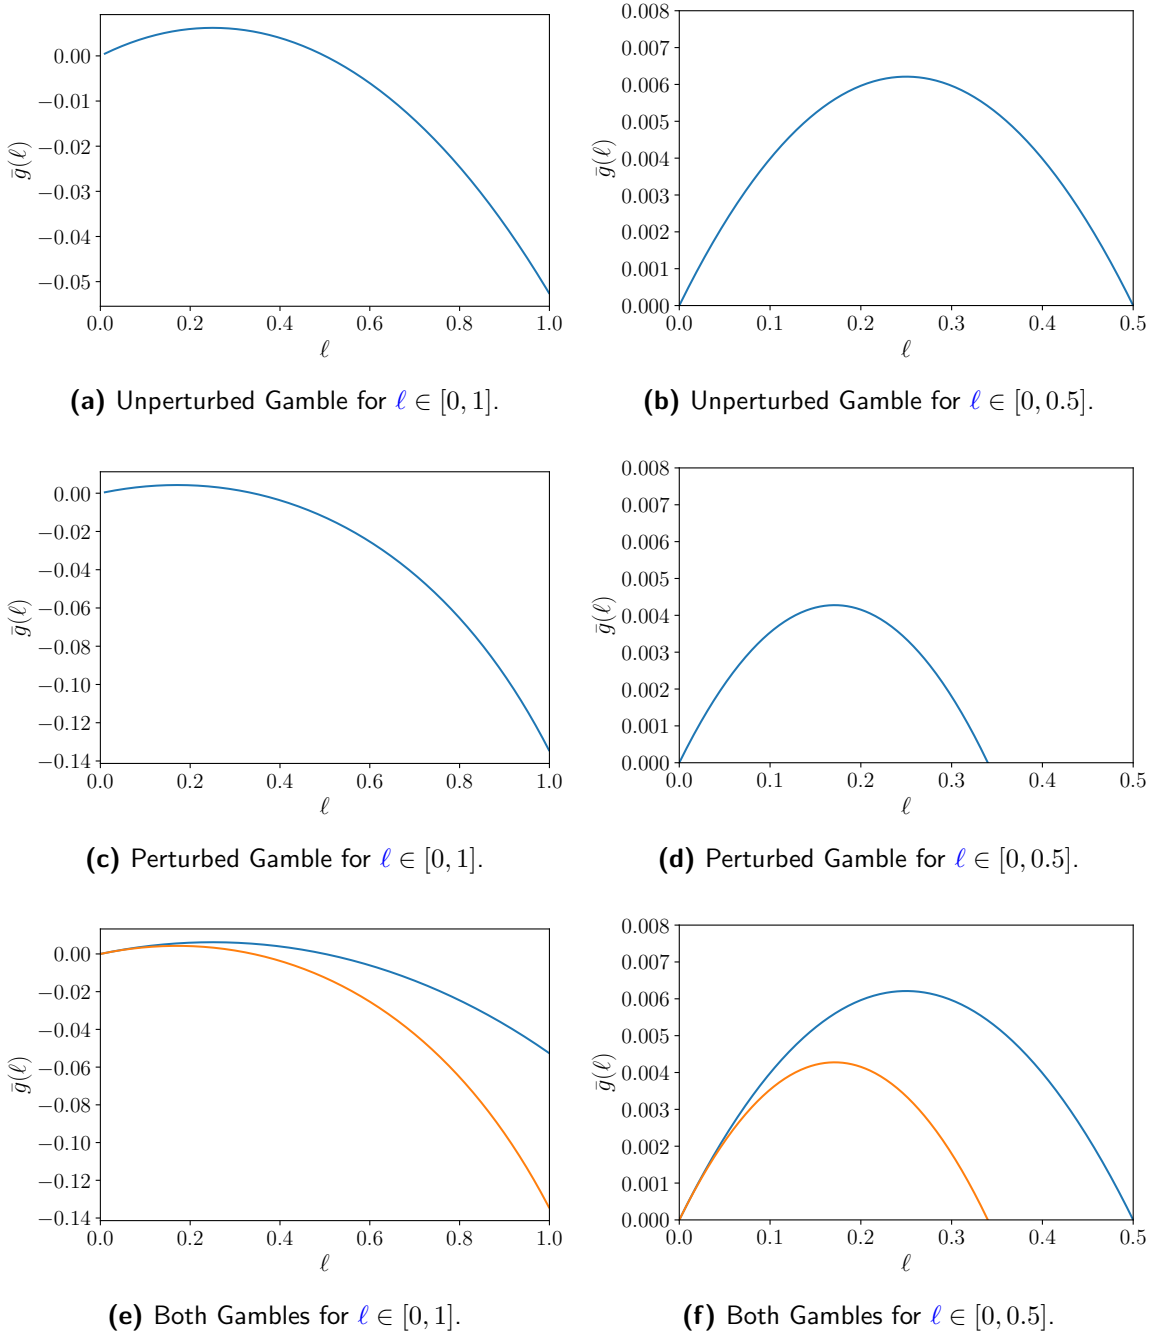 0.00
−0.01
−0.02
−0.03
−0.04
−0.05
ḡ(ℓ)
0.0 0.2 0.4 0.6 0.8 1.0
ℓ
(a) Unperturbed Gamble for ℓ ∈ [0, 1].
0.008
0.007
0.006
0.005
0.004
0.003
0.002
0.001
0.000
ḡ(ℓ)
0.0 0.1 0.2 0.3 0.4 0.5
ℓ
(b) Unperturbed Gamble for ℓ ∈ [0, 0.5].
0.00
−0.02
−0.04
−0.06
−0.08
−0.10
−0.12
−0.14
ḡ(ℓ)
0.0 0.2 0.4 0.6 0.8 1.0
ℓ
(c) Perturbed Gamble for ℓ ∈ [0, 1].
0.008
0.007
0.006
0.005
0.004
0.003
0.002
0.001
0.000
ḡ(ℓ)
0.0 0.1 0.2 0.3 0.4 0.5
ℓ
(d) Perturbed Gamble for ℓ ∈ [0, 0.5].
0.00
−0.02
−0.04
−0.06
−0.08
−0.10
−0.12
−0.14
ḡ(ℓ)
0.0 0.2 0.4 0.6 0.8 1.0
ℓ
(e) Both Gambles for ℓ ∈ [0, 1].
0.008
0.007
0.006
0.005
0.004
0.003
0.002
0.001
0.000
ḡ(ℓ)
0.0 0.1 0.2 0.3 0.4 0.5
ℓ
(f) Both Gambles for ℓ ∈ [0, 0.5].